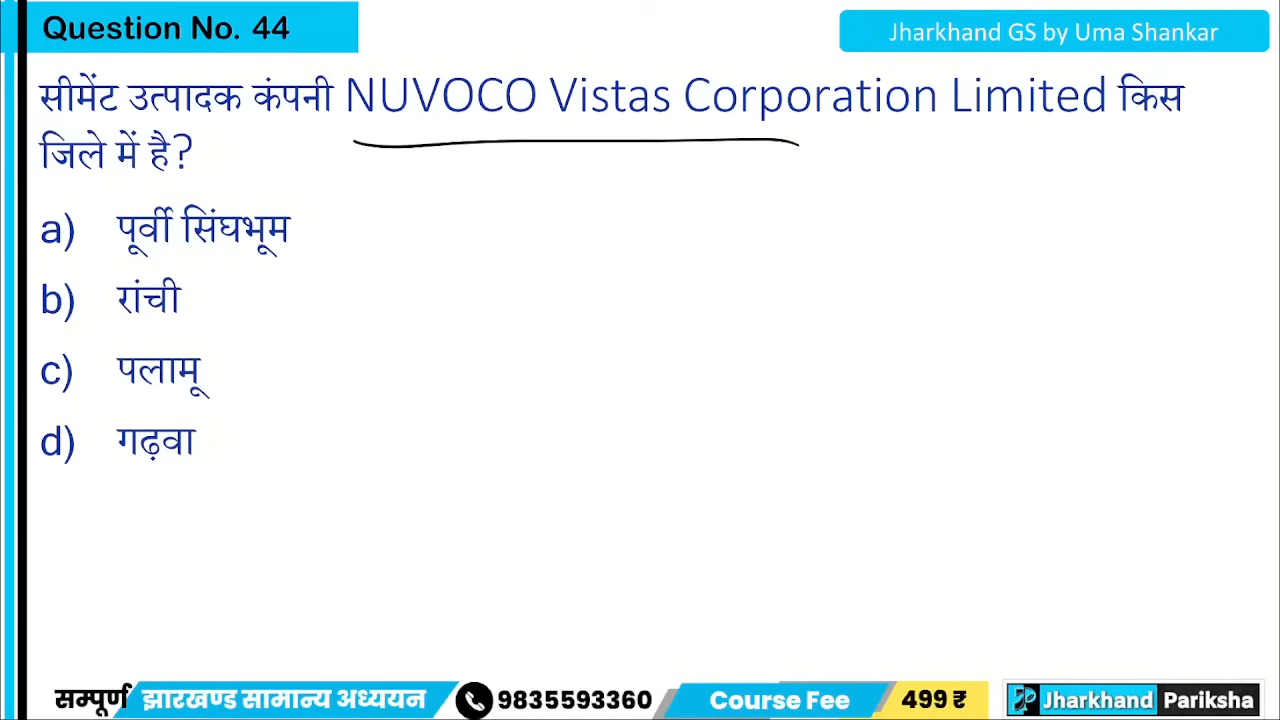 Question No. 44
Jharkhand GS by Uma Shankar
सीमेंट उत्पादक कंपनी NUVOCO Vistas Corporation Limited किस
जिले में है?
a) पूर्वी सिंघभूम
b) रांची
c) पलामू
d) गढ़वा
सम्पूर्ण झारखण्ड सामान्य अध्ययन 9835593360 Course Fee 499 ₹ JP Jharkhand Pariksha